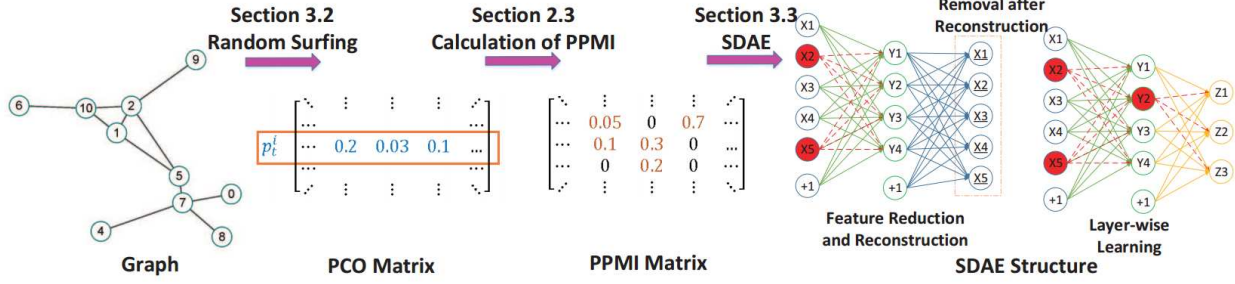 Section 3.2
Random Surfing
Section 2.3
Calculation of PPMI
Section 3.3
SDAE
Removal after
Reconstruction
9
6
10
2
1
5
7
0
4
8
Graph
⋱ ⋮ ⋮ ⋮ ⋰
... ...
p_t^i 0.2 0.03 0.1 ...
... ...
⋰ ⋮ ⋮ ⋮ ⋱
PCO Matrix
⋱ ⋮ ⋮ ⋮ ⋰
... 0.05 0 0.7 ...
... 0.1 0.3 0 ...
... 0 0.2 0 ...
⋰ ⋮ ⋮ ⋮ ⋱
PPMI Matrix
X1
X2
X3
X4
X5
+1
Y1
Y2
Y3
Y4
+1
X1
X2
X3
X4
X5
Feature Reduction
and Reconstruction
X1
X2
X3
X4
X5
+1
Y1
Y2
Y3
Y4
+1
Z1
Z2
Z3
Layer-wise
Learning
SDAE Structure